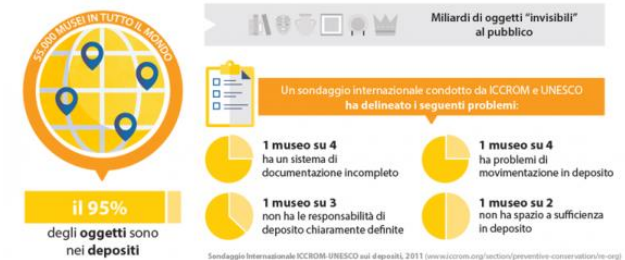 55.000 MUSEI IN TUTTO IL MONDO
il 95%
degli oggetti sono
nei depositi
Miliardi di oggetti "invisibili"
al pubblico
Un sondaggio internazionale condotto da ICCROM e UNESCO
ha delineato i seguenti problemi:
1 museo su 4
ha un sistema di
documentazione incompleto
1 museo su 4
ha problemi di
movimentazione in deposito
1 museo su 3
non ha le responsabilità di
deposito chiaramente definite
1 museo su 2
non ha spazio a sufficienza
in deposito
Sondaggio Internazionale ICCROM-UNESCO sui depositi, 2011 (www.iccrom.org/section/preventive-conservation/re-org)